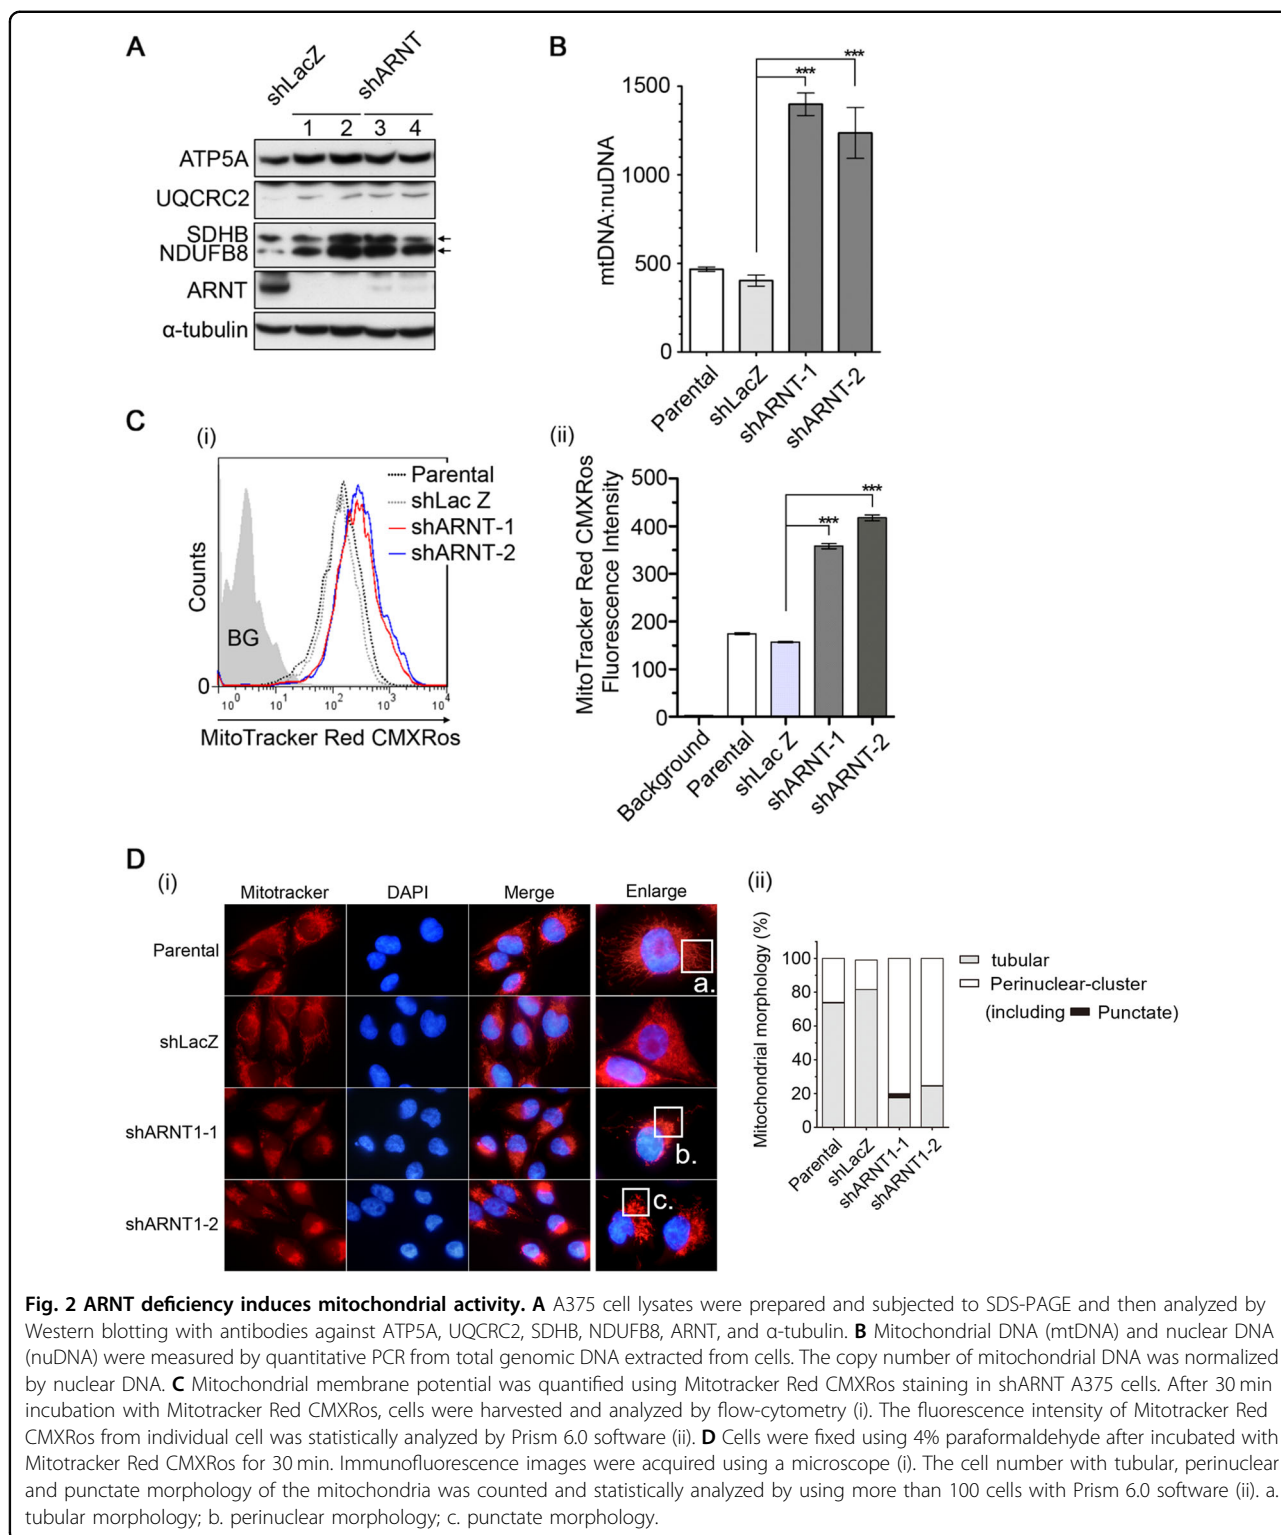 A
shLacZ
shARNT
1 2 3 4
ATP5A
UQCRC2
SDHB
NDUFB8
ARNT
α-tubulin
B
*** ***
mtDNA:nuDNA
1500
1000
500
0
Parental
shLacZ
shARNT-1
shARNT-2
C
(i)
Parental
shLac Z
shARNT-1
shARNT-2
Counts
BG
0
10^0 10^1 10^2 10^3 10^4
MitoTracker Red CMXRos
(ii)
MitoTracker Red CMXRos
Fluorescence Intensity
500
400
300
200
100
0
*** ***
Background
Parental
shLac Z
shARNT-1
shARNT-2
D
(i)
Mitotracker DAPI Merge Enlarge
Parental
a.
shLacZ
shARNT1-1
b.
shARNT1-2
c.
(ii)
Mitochondrial morphology (%)
100
80
60
40
20
0
Parental
shLacZ
shARNT1-1
shARNT1-2
tubular
Perinuclear-cluster
(including Punctate)
Fig. 2 ARNT deficiency induces mitochondrial activity. A A375 cell lysates were prepared and subjected to SDS-PAGE and then analyzed by
Western blotting with antibodies against ATP5A, UQCRC2, SDHB, NDUFB8, ARNT, and α-tubulin. B Mitochondrial DNA (mtDNA) and nuclear DNA
(nuDNA) were measured by quantitative PCR from total genomic DNA extracted from cells. The copy number of mitochondrial DNA was normalized
by nuclear DNA. C Mitochondrial membrane potential was quantified using Mitotracker Red CMXRos staining in shARNT A375 cells. After 30 min
incubation with Mitotracker Red CMXRos, cells were harvested and analyzed by flow-cytometry (i). The fluorescence intensity of Mitotracker Red
CMXRos from individual cell was statistically analyzed by Prism 6.0 software (ii). D Cells were fixed using 4% paraformaldehyde after incubated with
Mitotracker Red CMXRos for 30 min. Immunofluorescence images were acquired using a microscope (i). The cell number with tubular, perinuclear
and punctate morphology of the mitochondria was counted and statistically analyzed by using more than 100 cells with Prism 6.0 software (ii). a.
tubular morphology; b. perinuclear morphology; c. punctate morphology.